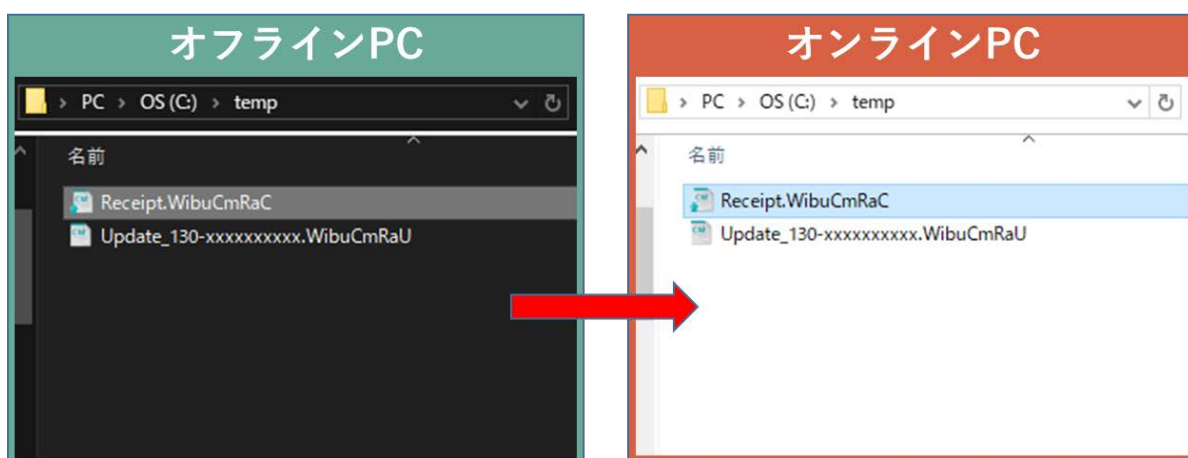 オフラインPC
PC > OS (C:) > temp
名前
Receipt.WibuCmRaC
Update_130-xxxxxxxxxx.WibuCmRaU
オンラインPC
PC > OS (C:) > temp
名前
Receipt.WibuCmRaC
Update_130-xxxxxxxxxx.WibuCmRaU